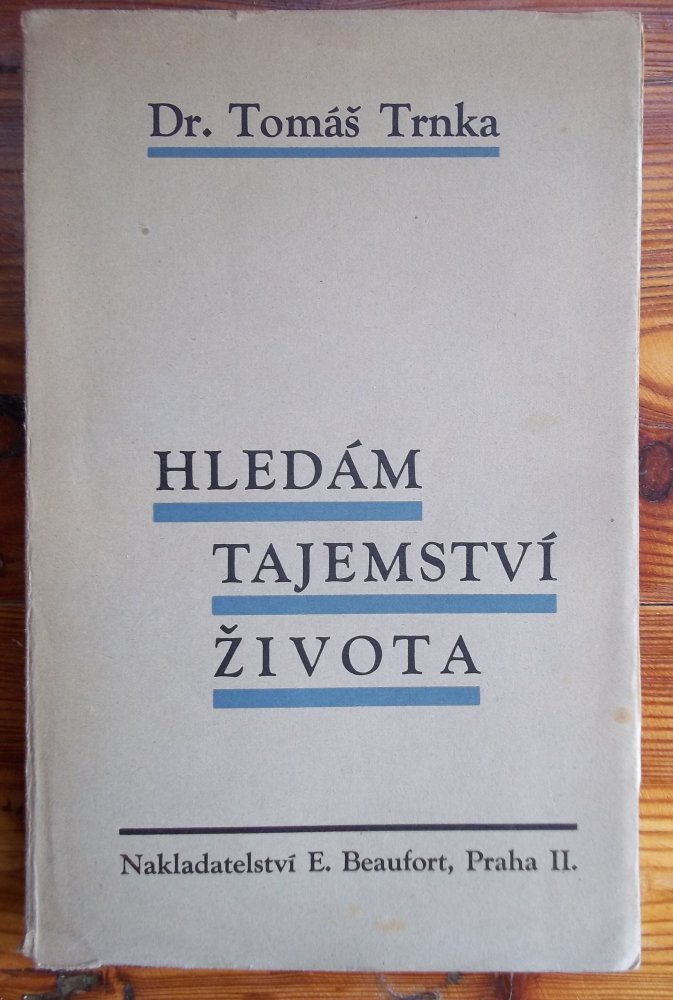 Dr. Tomáš Trnka
HLEDÁM
TAJEMSTVÍ
ŽIVOTA
Nakladatelství E. Beaufort, Praha II.